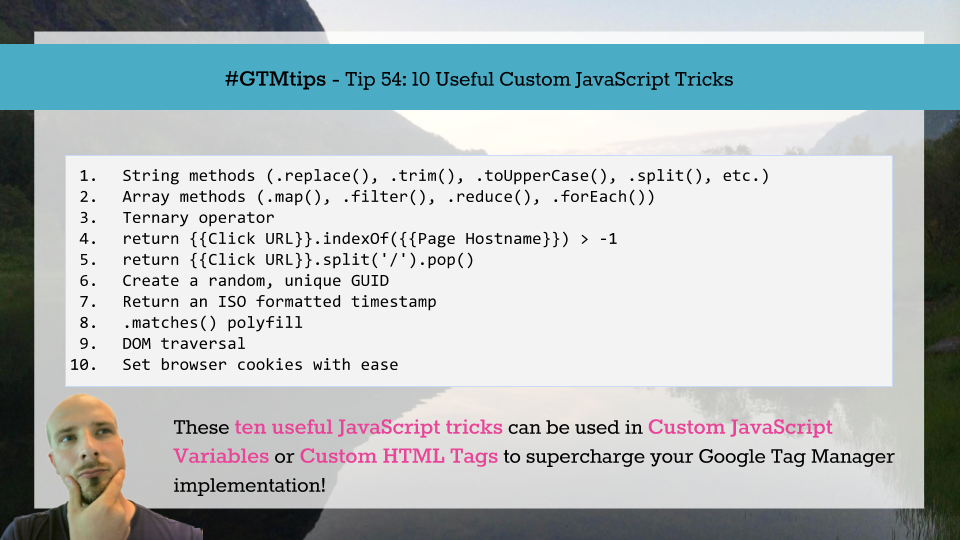 #GTMtips - Tip 54: 10 Useful Custom JavaScript Tricks
1. String methods (.replace(), .trim(), .toUpperCase(), .split(), etc.)
2. Array methods (.map(), .filter(), .reduce(), .forEach())
3. Ternary operator
4. return {{Click URL}}.indexOf({{Page Hostname}}) > -1
5. return {{Click URL}}.split('/').pop()
6. Create a random, unique GUID
7. Return an ISO formatted timestamp
8. .matches() polyfill
9. DOM traversal
10. Set browser cookies with ease
These ten useful JavaScript tricks can be used in Custom JavaScript
Variables or Custom HTML Tags to supercharge your Google Tag Manager
implementation!